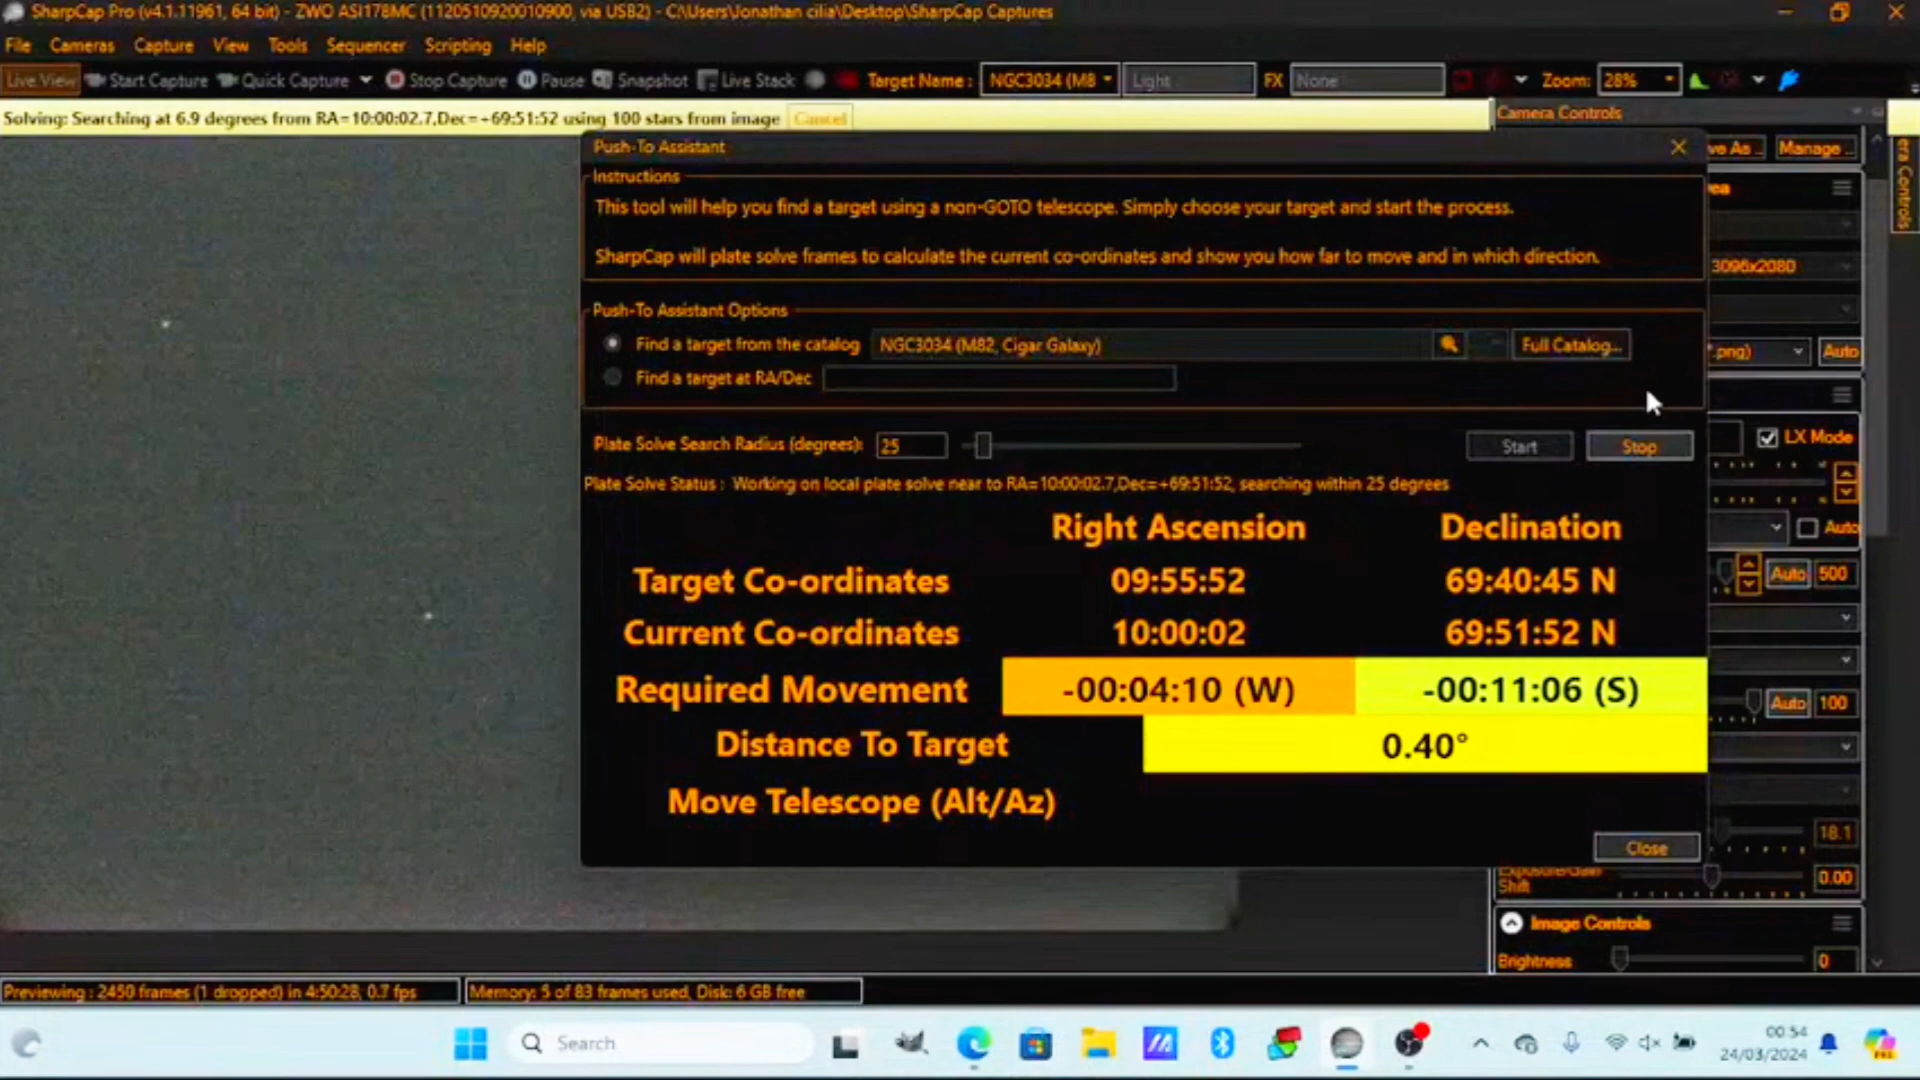 SharpCap Pro (v4.1.11961, 64 bit) - ZWO ASI178MC (1120510920010900, via USB2) - C:\Users\Jonathan cilia\Desktop\SharpCap Captures
File Cameras Capture View Tools Sequencer Scripting Help
Live View Start Capture Quick Capture Stop Capture Pause Snapshot Live Stack Target Name : NGC3034 (M8 Light FX None Zoom: 28%
Solving: Searching at 6.9 degrees from RA=10:00:02.7,Dec=+69:51:52 using 100 stars from image Cancel
Camera Controls
Push-To Assistant
ve As ... Manage ...
era Controls
Instructions
ea
This tool will help you find a target using a non-GOTO telescope. Simply choose your target and start the process.
SharpCap will plate solve frames to calculate the current co-ordinates and show you how far to move and in which direction.
3096x2080
Push-To Assistant Options
Find a target from the catalog NGC3034 (M82, Cigar Galaxy) Full Catalog...
.png) Auto
Find a target at RA/Dec
Plate Solve Search Radius (degrees): 25 Start Stop
LX Mode
Plate Solve Status : Working on local plate solve near to RA=10:00:02.7,Dec=+69:51:52, searching within 25 degrees
Right Ascension Declination
Auto
Target Co-ordinates 09:55:52 69:40:45 N
Auto 500
Current Co-ordinates 10:00:02 69:51:52 N
Required Movement -00:04:10 (W) -00:11:06 (S)
Auto 100
Distance To Target 0.40°
Move Telescope (Alt/Az)
18.1
Close
Exposure/Gain
Shift
0.00
Image Controls
Brightness 0
Previewing : 2450 frames (1 dropped) in 4:50:28, 0.7 fps Memory: 5 of 83 frames used, Disk: 6 GB free
Search
00:54
24/03/2024
PRE